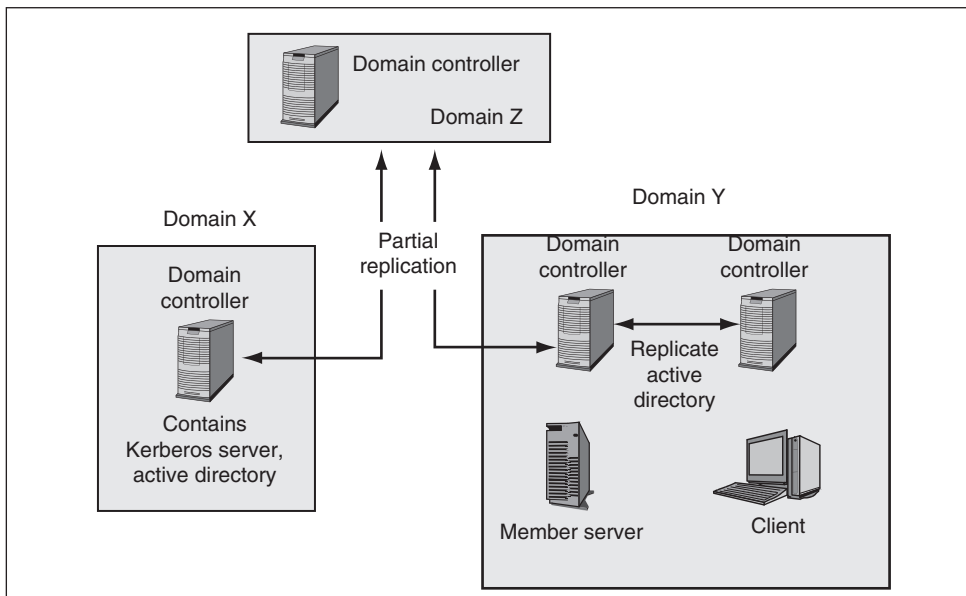 Domain controller
Domain Z
Domain X
Domain Y
Partial
replication
Domain
controller
Contains
Kerberos server,
active directory
Domain
controller
Domain
controller
Replicate
active
directory
Member server
Client